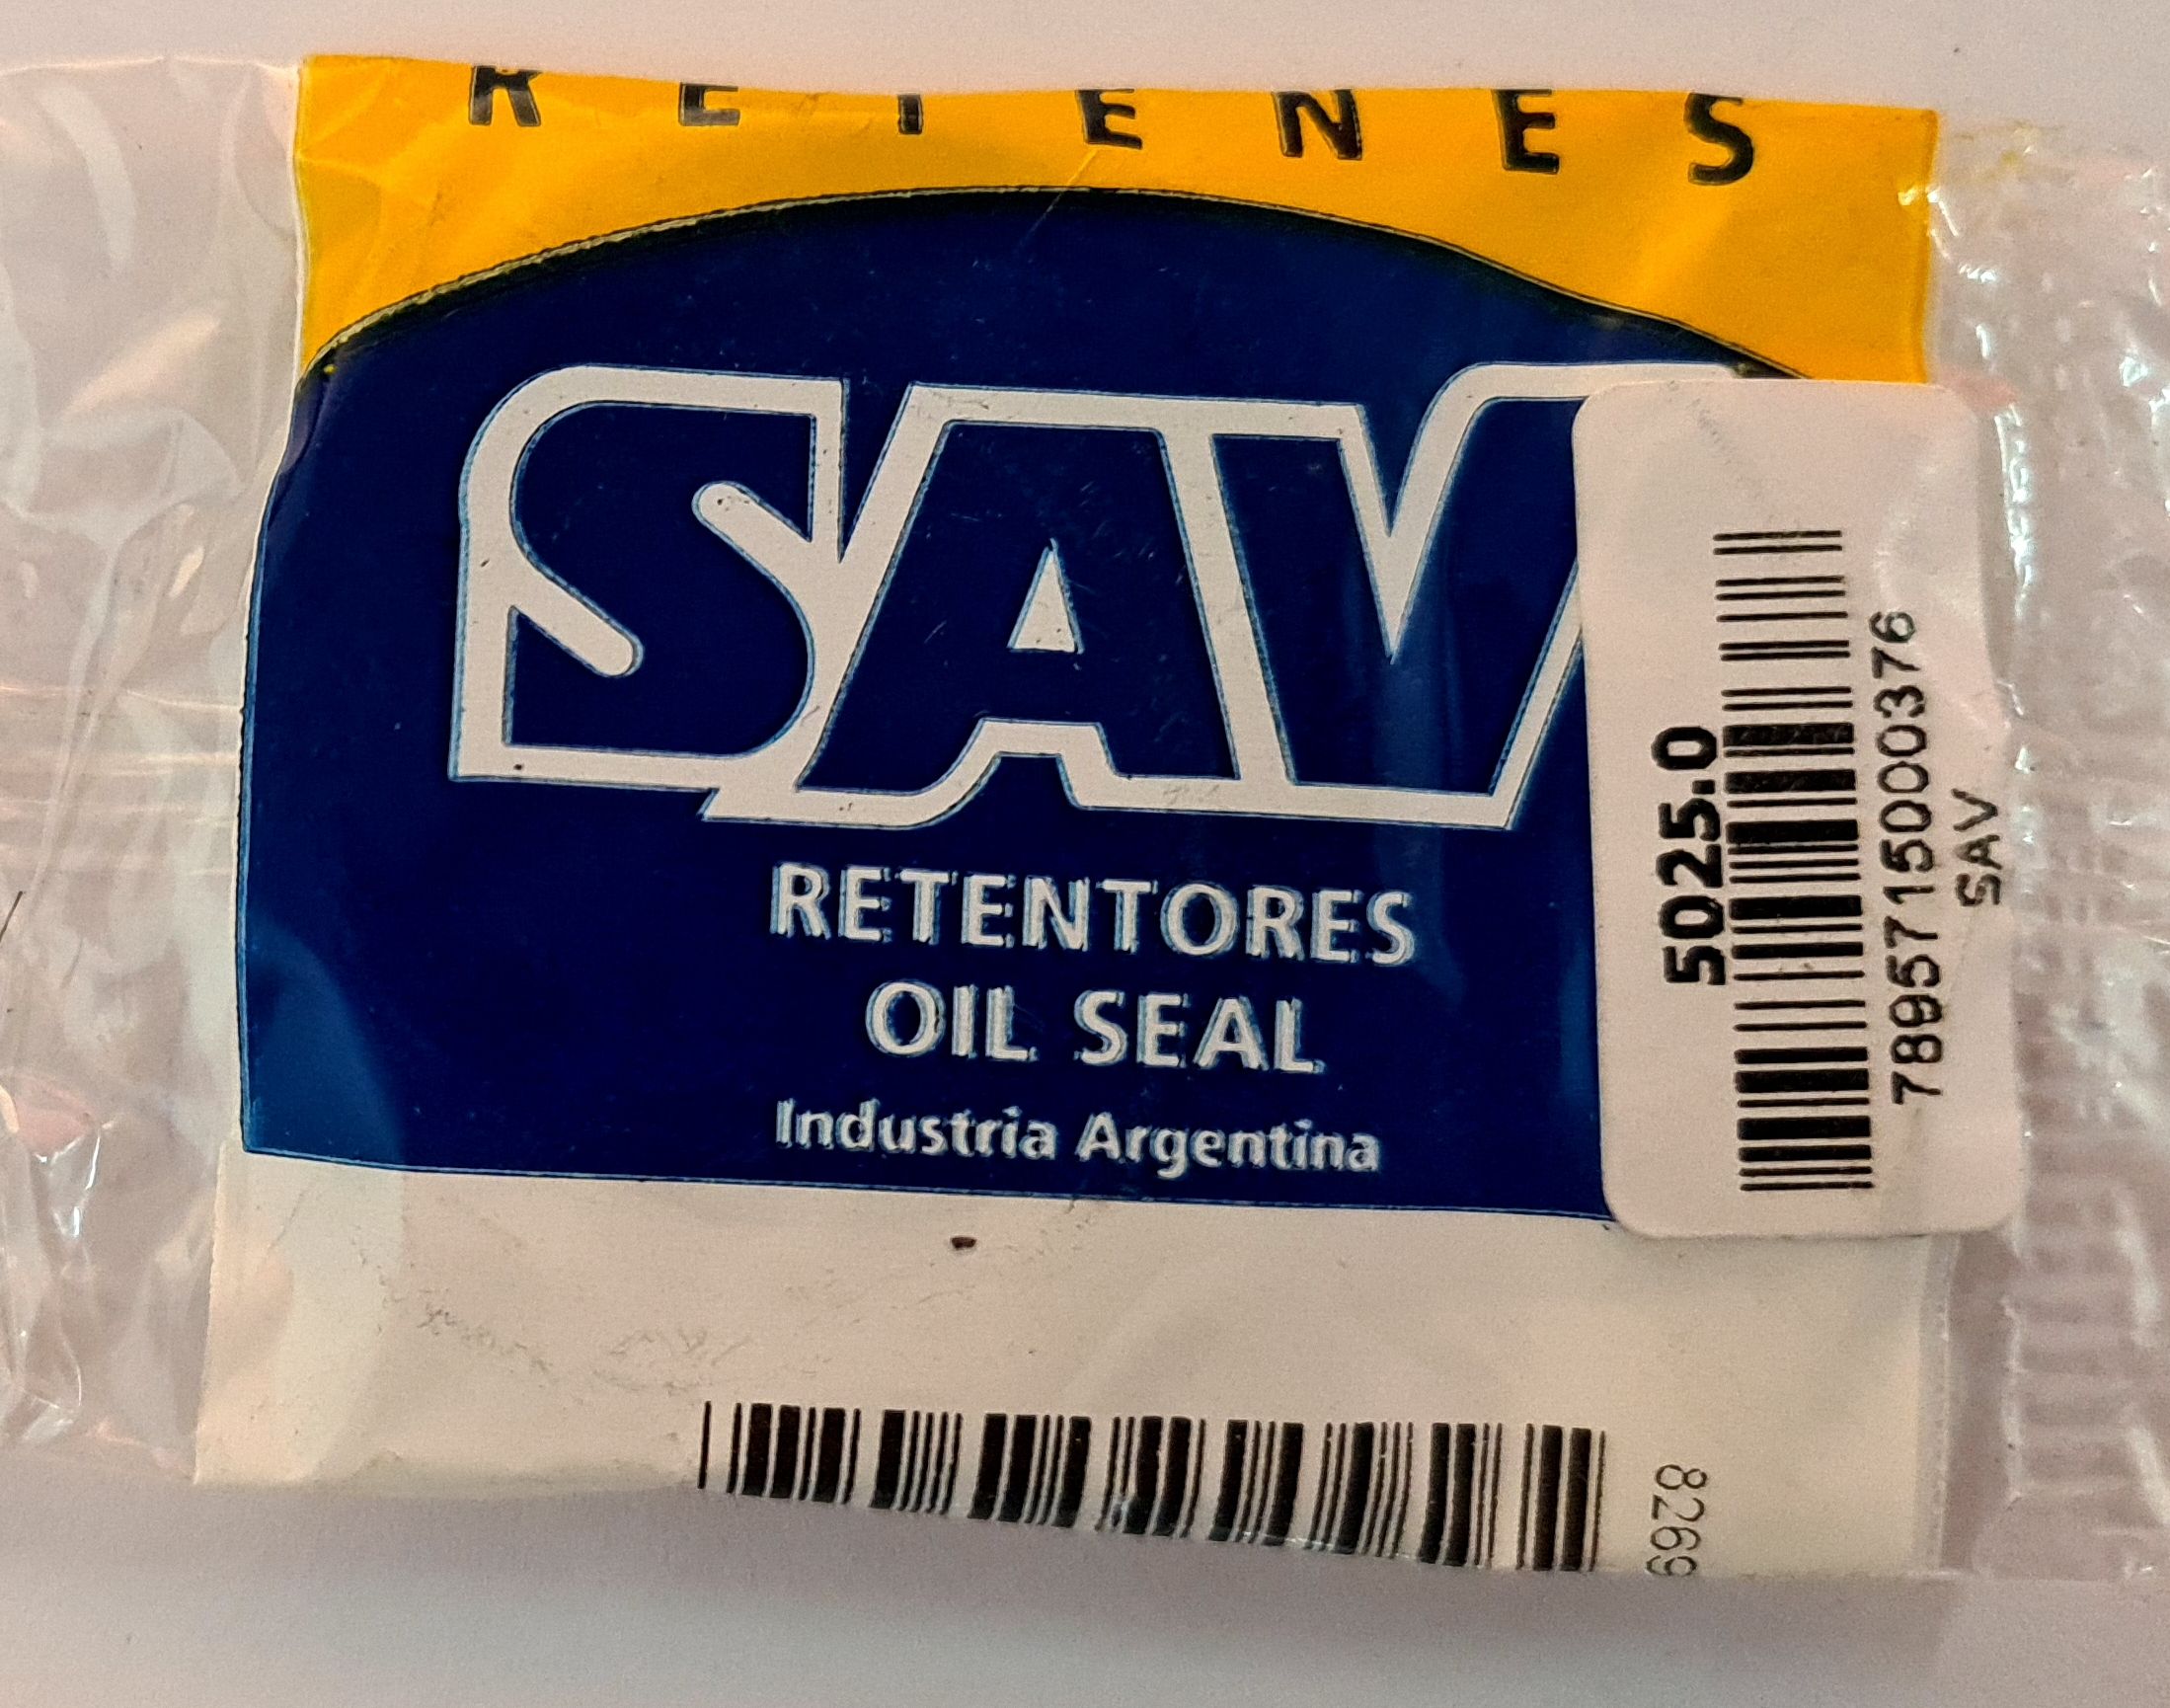 RETENES
SAV
RETENTORES
OIL SEAL
Industria Argentina
5025.0
7895715000376
SAV
8269